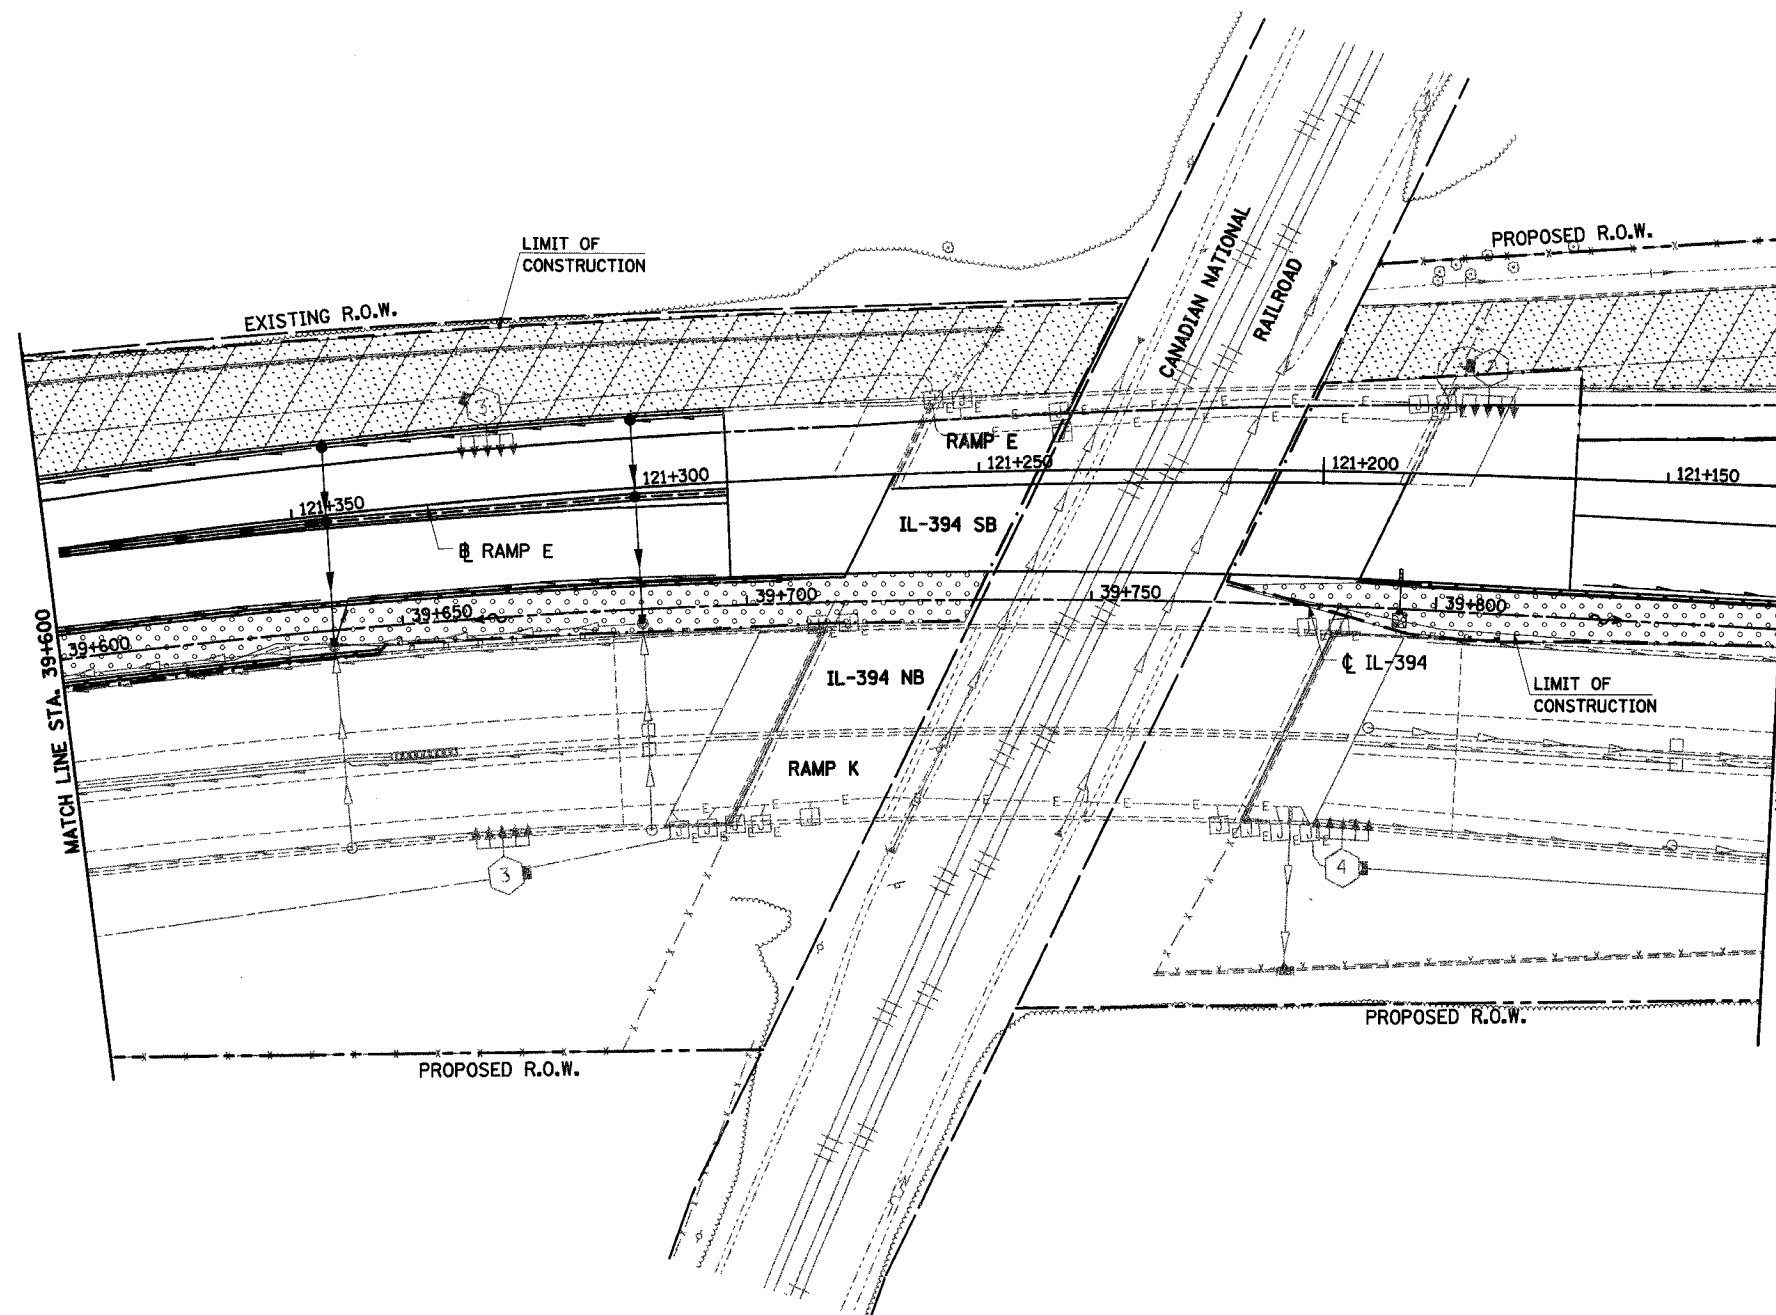 PROPOSED R.O.W.
LIMIT OF
CONSTRUCTION
EXISTING R.O.W.
CANADIAN NATIONAL
RAILROAD
RAMP E
121+250
121+200
121+150
121+300
121+350
IL-394 SB
℄ RAMP E
39+750
39+700
39+800
39+650
39+600
MATCH LINE STA. 39+600
IL-394 NB
℄ IL-394
LIMIT OF
CONSTRUCTION
RAMP K
3
4
PROPOSED R.O.W.
PROPOSED R.O.W.